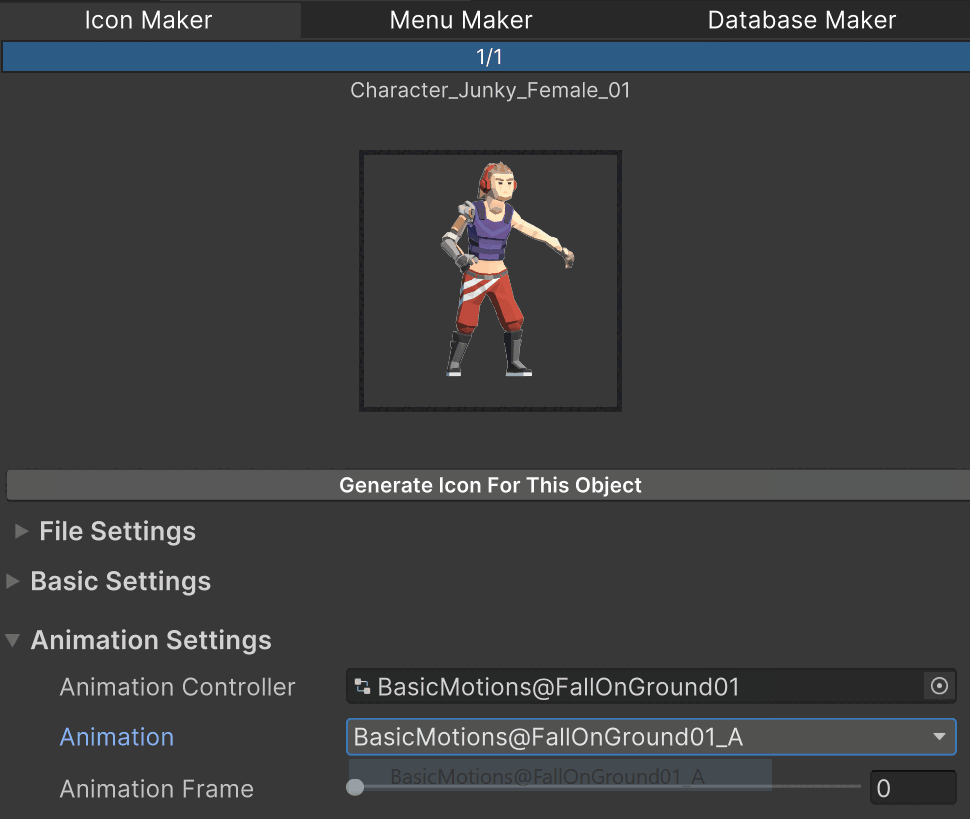 Icon Maker
Menu Maker
Database Maker
1/1
Character_Junky_Female_01
Generate Icon For This Object
File Settings
Basic Settings
Animation Settings
Animation Controller
BasicMotions@FallOnGround01
Animation
BasicMotions@FallOnGround01_A
BasicMotions@FallOnGround01_A
Animation Frame
0